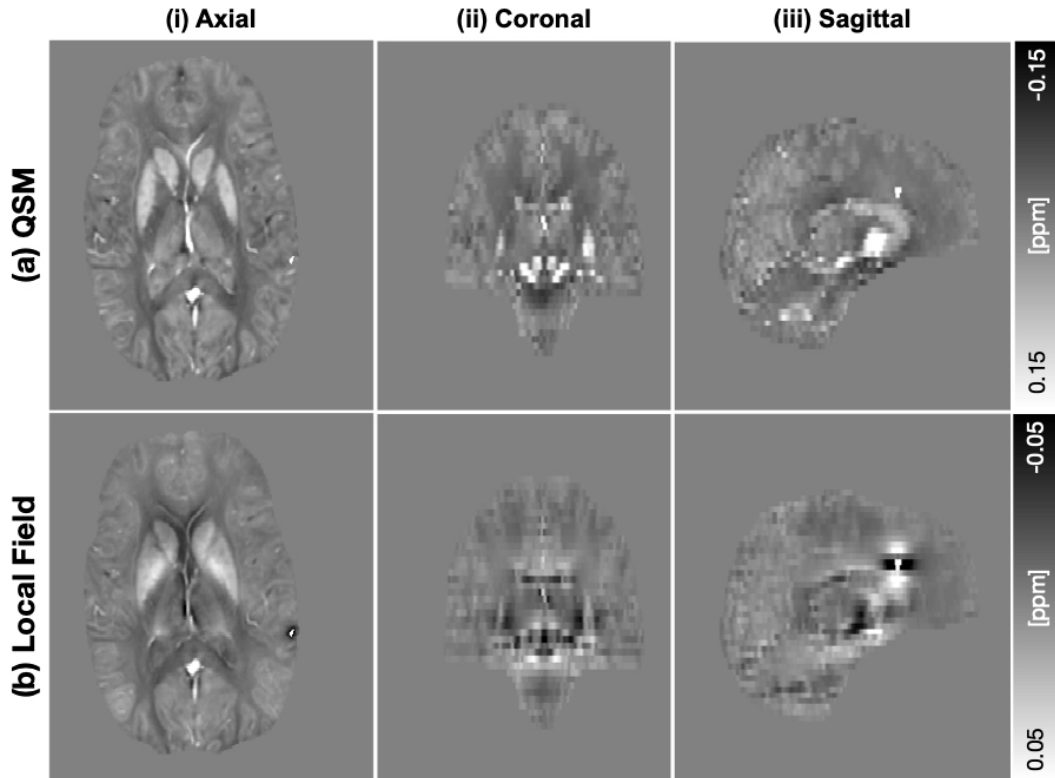 (i) Axial
(ii) Coronal
(iii) Sagittal
(a) QSM
-0.15
[ppm]
0.15
(b) Local Field
-0.05
[ppm]
0.05